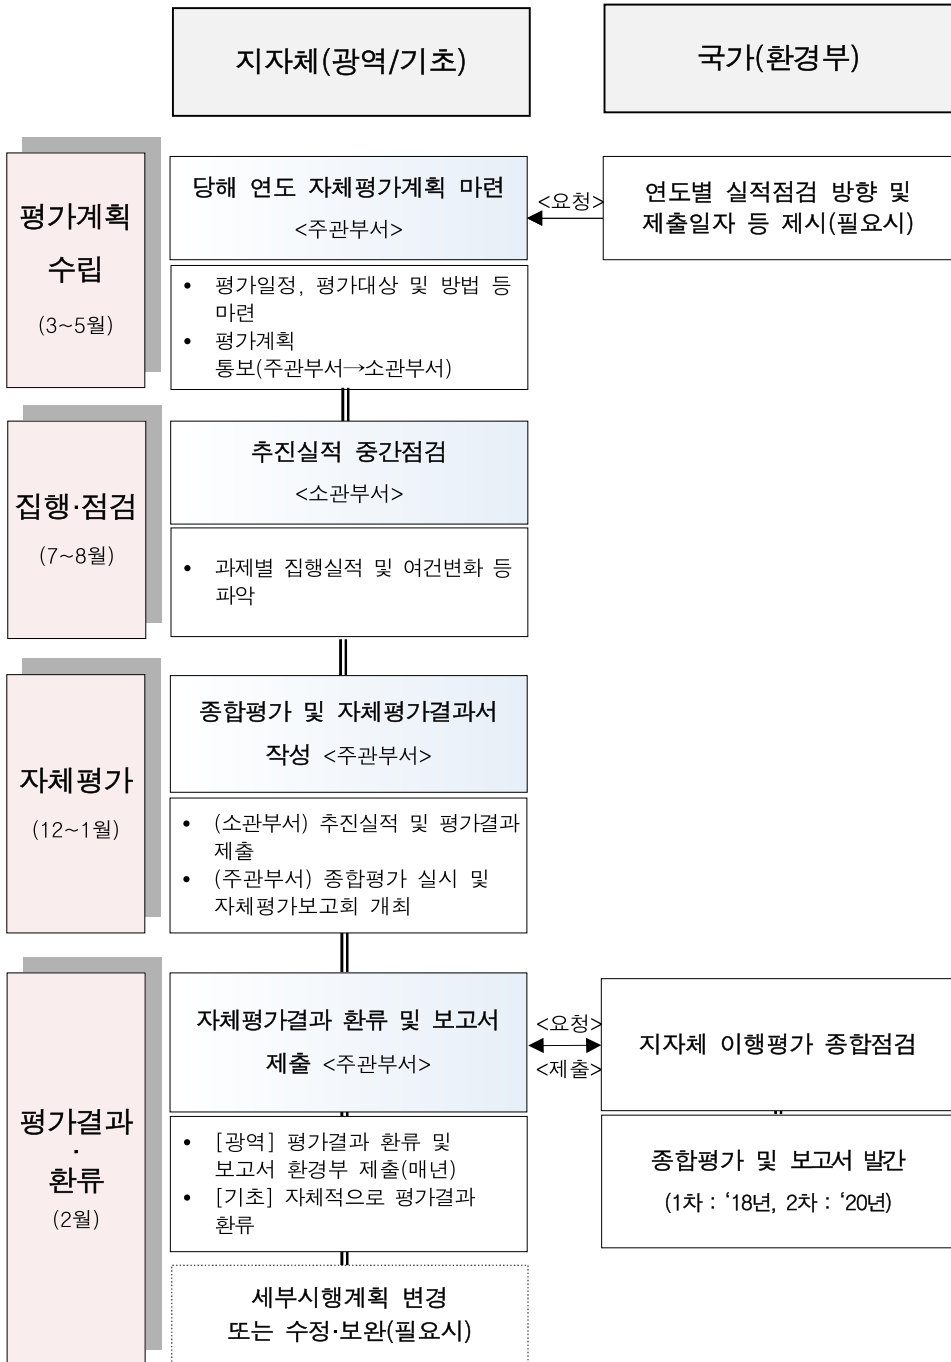 지자체(광역/기초)
국가(환경부)
평가계획
수립
(3~5월)
당해 연도 자체평가계획 마련
<주관부서>
<요청>
연도별 실적점검 방향 및
제출일자 등 제시(필요시)
• 평가일정, 평가대상 및 방법 등
마련
• 평가계획
통보(주관부서→소관부서)
집행·점검
(7~8월)
추진실적 중간점검
<소관부서>
• 과제별 집행실적 및 여건변화 등
파악
자체평가
(12~1월)
종합평가 및 자체평가결과서
작성 <주관부서>
• (소관부서) 추진실적 및 평가결과
제출
• (주관부서) 종합평가 실시 및
자체평가보고회 개최
평가결과
·
환류
(2월)
자체평가결과 환류 및 보고서
제출 <주관부서>
<요청>
<제출>
지자체 이행평가 종합점검
• [광역] 평가결과 환류 및
보고서 환경부 제출(매년)
• [기초] 자체적으로 평가결과
환류
종합평가 및 보고서 발간
(1차 : ‘18년, 2차 : ‘20년)
세부시행계획 변경
또는 수정·보완(필요시)